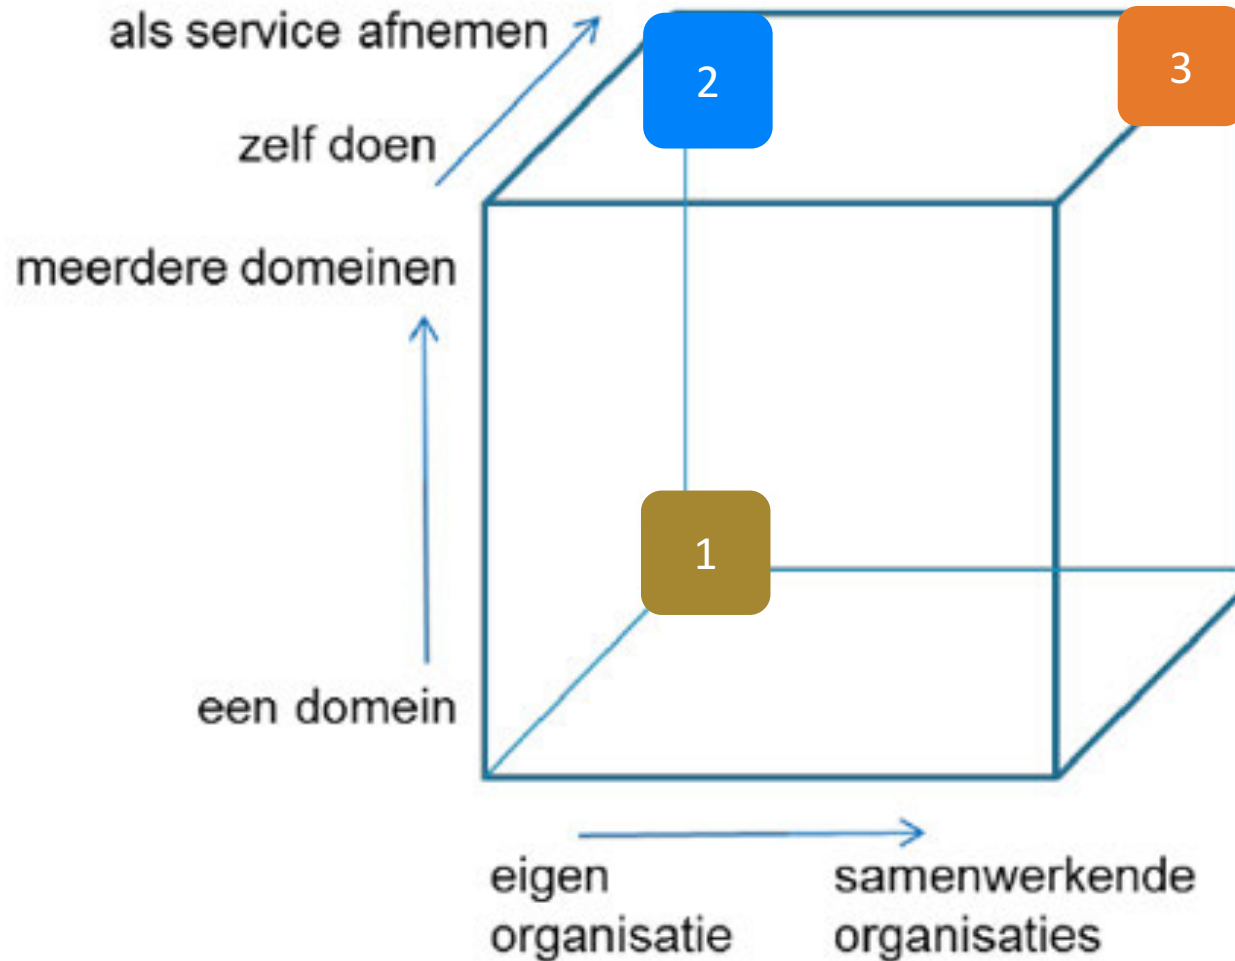 als service afnemen
2
3
zelf doen
meerdere domeinen
1
een domein
eigen
organisatie
samenwerkende
organisaties